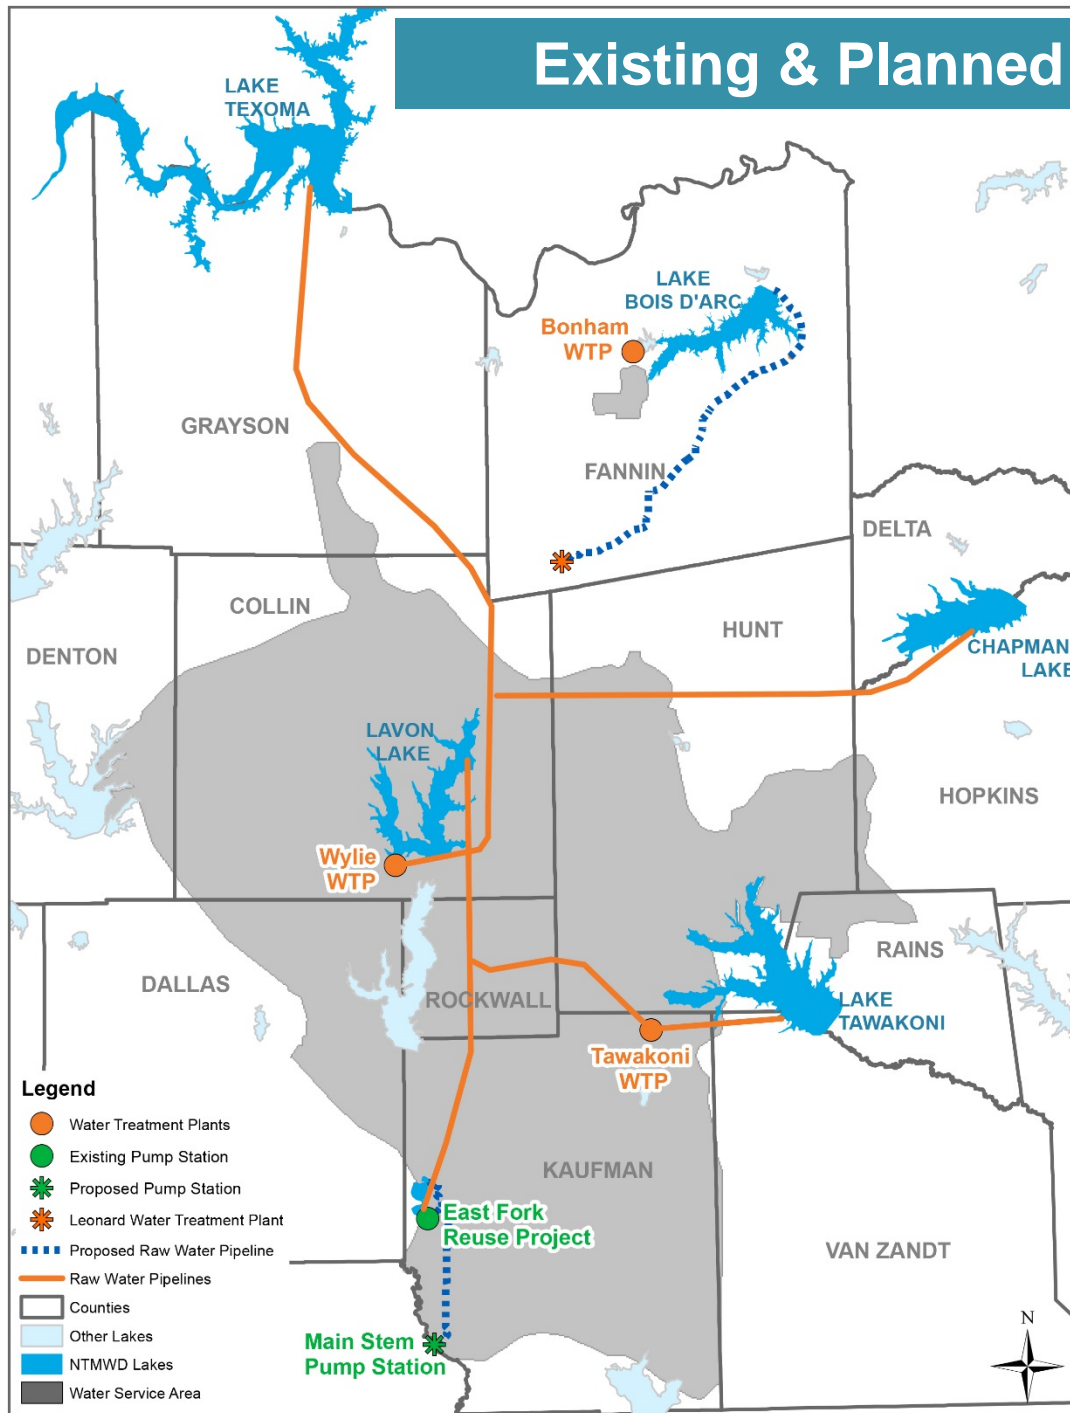 Existing & Planned
LAKE
TEXOMA
LAKE
BOIS D'ARC
Bonham
WTP
GRAYSON
FANNIN
DELTA
COLLIN
HUNT
DENTON
CHAPMAN
LAKE
LAVON
LAKE
HOPKINS
Wylie
WTP
RAINS
DALLAS
ROCKWALL
LAKE
TAWAKONI
Tawakoni
WTP
Legend
Water Treatment Plants
Existing Pump Station
Proposed Pump Station
Leonard Water Treatment Plant
Proposed Raw Water Pipeline
Raw Water Pipelines
Counties
Other Lakes
NTMWD Lakes
Water Service Area
KAUFMAN
East Fork
Reuse Project
VAN ZANDT
Main Stem
Pump Station
N